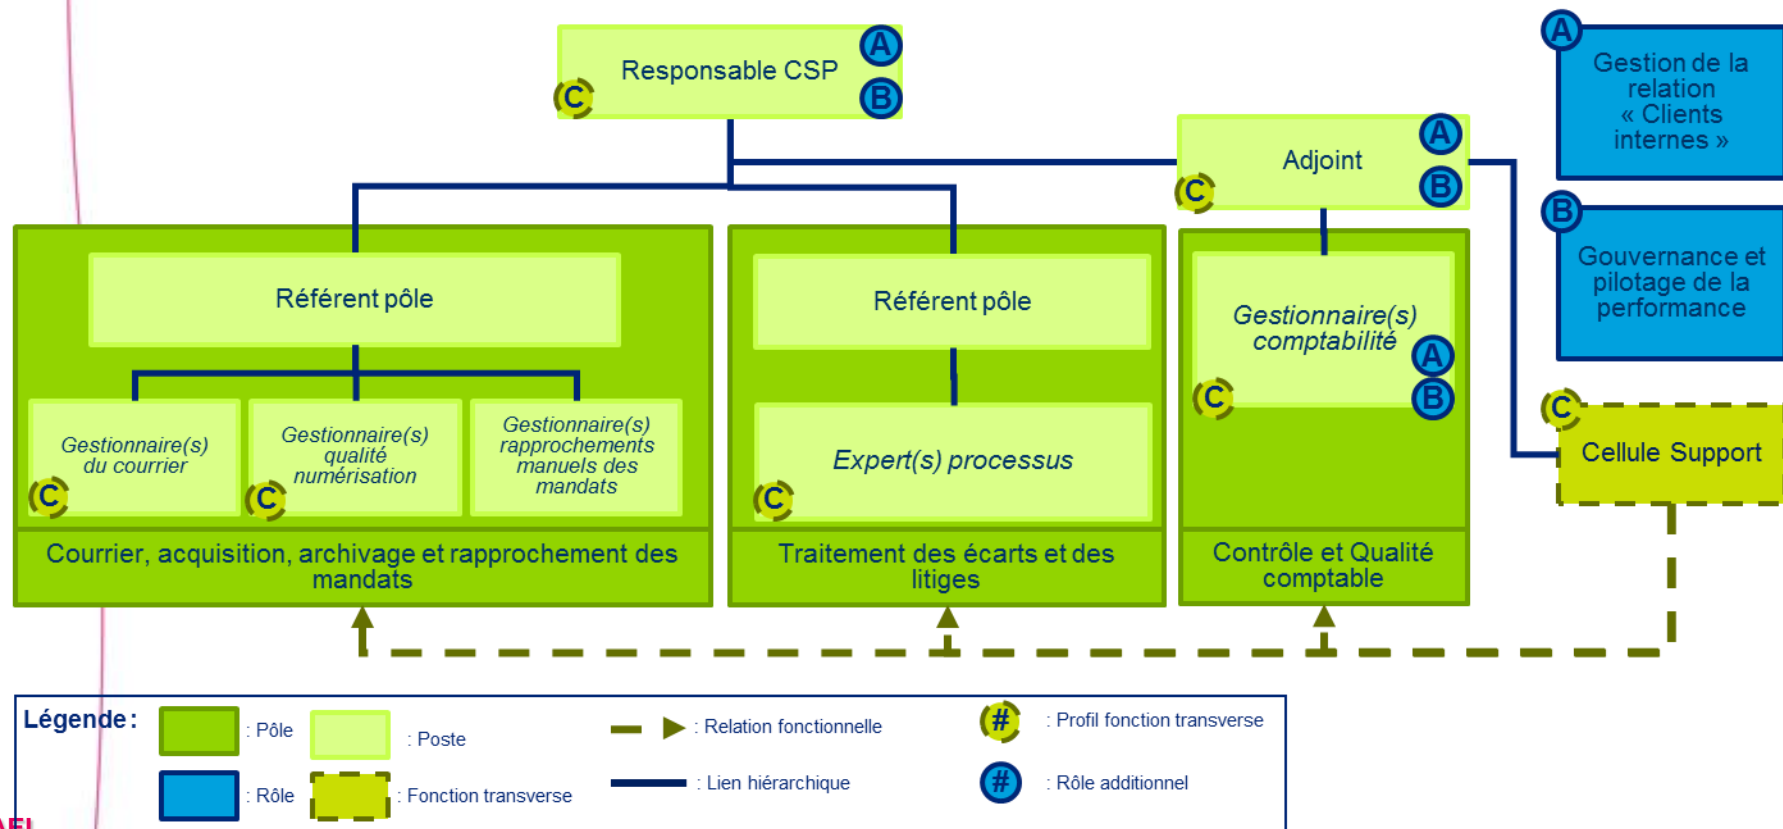 Responsable CSP
A
B
C
Adjoint
A
B
C
A
Gestion de la
relation
« Clients
internes »
B
Gouvernance et
pilotage de la
performance
C
Cellule Support
Référent pôle
Gestionnaire(s)
du courrier
C
Gestionnaire(s)
qualité
numérisation
C
Gestionnaire(s)
rapprochements
manuels des
mandats
Courrier, acquisition, archivage et rapprochement des
mandats
Référent pôle
Expert(s) processus
C
Traitement des écarts et des
litiges
Gestionnaire(s)
comptabilité
A
B
C
Contrôle et Qualité
comptable
Légende :
: Pôle
: Poste
: Relation fonctionnelle
# : Profil fonction transverse
: Rôle
: Fonction transverse
: Lien hiérarchique
# : Rôle additionnel